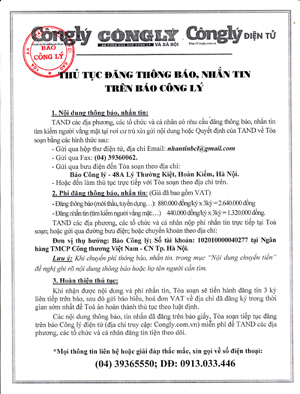 Congly CONGLY Congly ĐIỆN TỬ
VÀ XÃ HỘI
BÁO
CÔNG LÝ
THỦ TỤC ĐĂNG THÔNG BÁO, NHẮN TIN
TRÊN BÁO CÔNG LÝ
1. Nội dung thông báo, nhắn tin:
TAND các địa phương, các tổ chức và cá nhân có nhu cầu đăng thông báo, nhắn tin
tìm kiếm người vắng mặt tại nơi cư trú xin gửi nội dung hoặc Quyết định của TAND về Tòa
soạn bằng các hình thức sau:
- Gửi qua hộp thư điện tử, địa chỉ Email: nhantinbcl@gmail.com
- Gửi qua Fax: (04) 39360062.
- Gửi qua bưu điện đến Tòa soạn theo địa chỉ:
Báo Công lý - 48A Lý Thường Kiệt, Hoàn Kiếm, Hà Nội.
- Hoặc đến làm thủ tục trực tiếp với Tòa soạn theo địa chỉ trên.
2. Phí đăng thông báo, nhắn tin: (Giá đã bao gồm VAT)
- Đăng thông báo (mời thầu, tuyển dụng,…): 880.000 đồng/kỳ x 3kỳ = 2.640.000 đồng.
- Đăng nhắn tin (tìm kiếm người vắng mặt…) 440.000 đồng/kỳ x 3kỳ = 1.320.000 đồng.
TAND các địa phương, các tổ chức và cá nhân nộp phí nhắn tin trực tiếp tại Toà
soạn; hoặc gửi qua đường bưu điện; hoặc chuyển khoản theo địa chỉ:
Đơn vị thụ hưởng: Báo Công lý; Số tài khoản: 102010000040277 tại Ngân
hàng TMCP Công thương Việt Nam - CN Tp. Hà Nội.
Lưu ý: Khi chuyển phí thông báo, nhắn tin, trong mục "Nội dung chuyển tiền"
đề nghị ghi rõ nội dung thông báo hoặc họ tên người cần tìm.
3. Hoàn thiện thủ tục:
Khi nhận được nội dung và phí nhắn tin, Tòa soạn sẽ tiến hành đăng 3 kỳ
liên tiếp trên báo, sau đó gửi báo biếu, hoá đơn VAT về địa chỉ đã đăng ký trong thời
gian sớm nhất để Toà án hoàn thành thủ tục theo luật định.
Các nội dung thông báo, tin nhắn đã đăng trên báo giấy, Tòa soạn tiếp tục đăng
trên báo Công lý điện tử (địa chỉ truy cập: Congly.com.vn) miễn phí để TAND các địa
phương, các tổ chức và cá nhân đăng tin tiện theo dõi.
*Mọi thông tin liên hệ hoặc giải đáp thắc mắc, xin gọi về số điện thoại:
(04) 39365550; DĐ: 0913.033.446